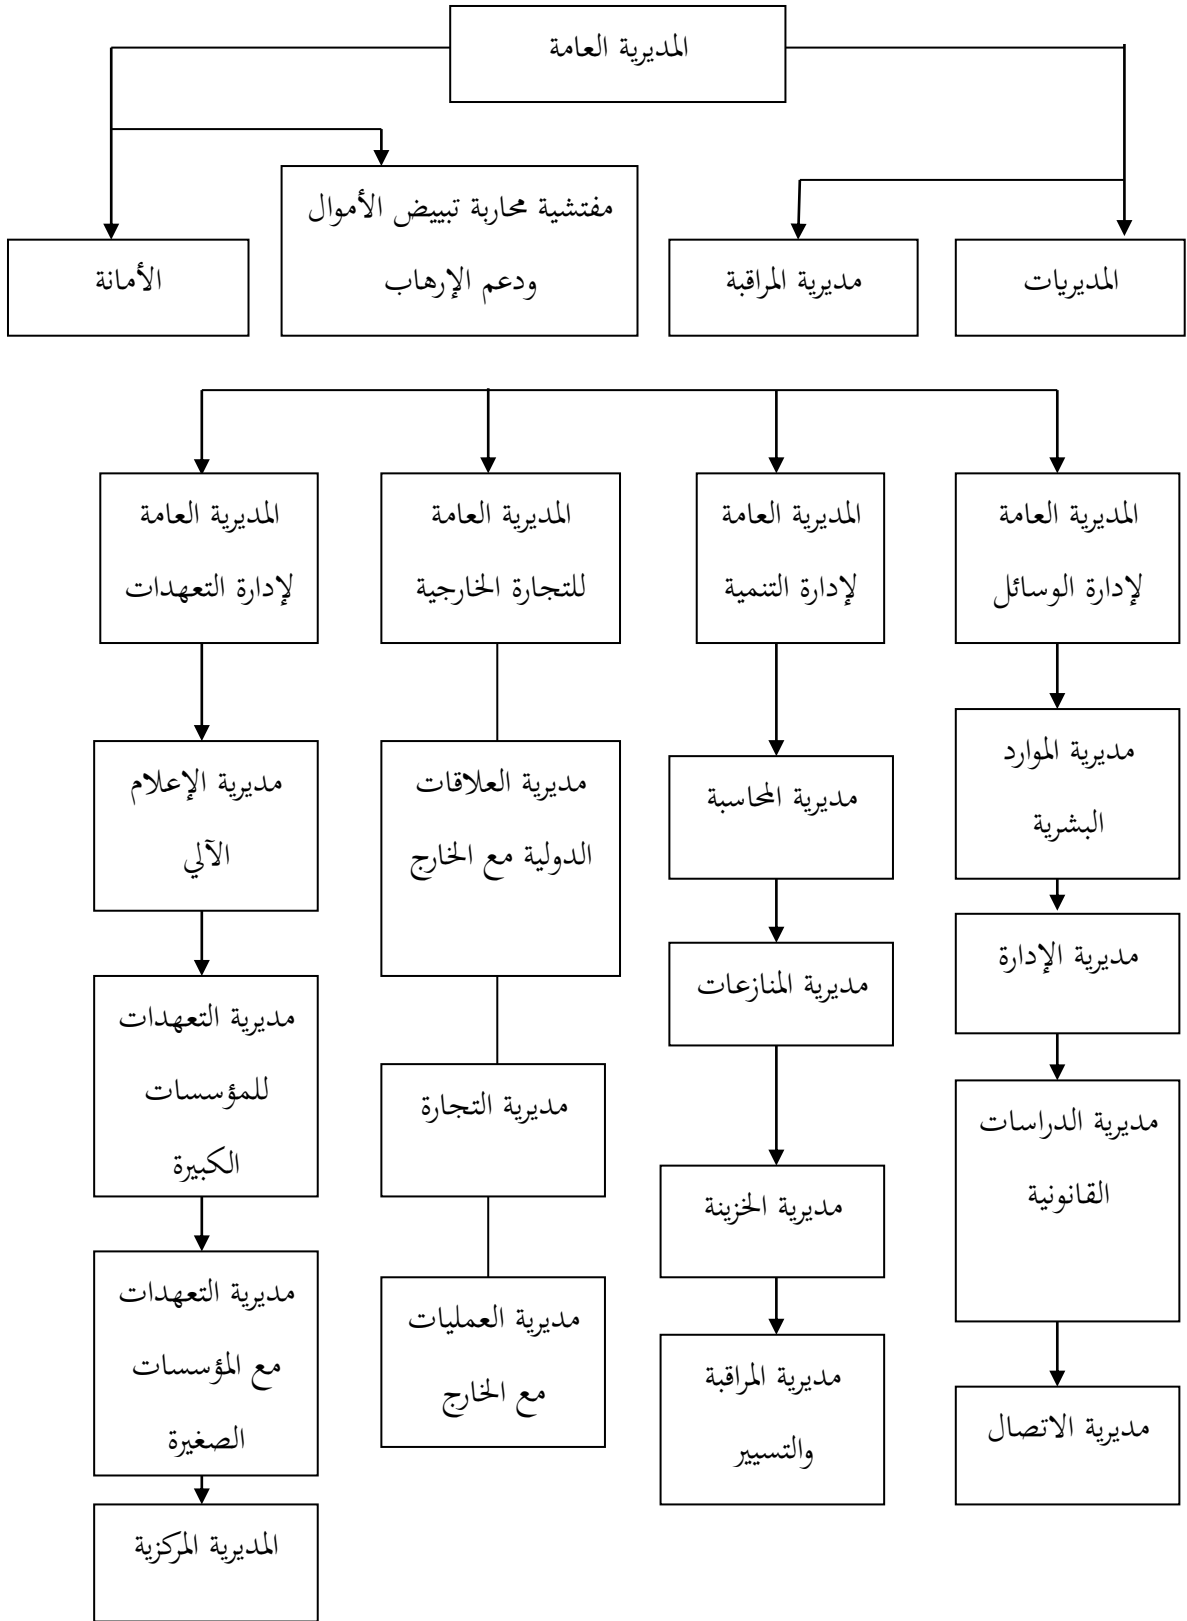 المديرية العامة
المديريات
مديرية المراقبة
مفتشية محاربة تبييض الأموال
ودعم الإرهاب
الأمانة
المديرية العامة
لإدارة الوسائل
المديرية العامة
لإدارة التنمية
المديرية العامة
للتجارة الخارجية
المديرية العامة
لإدارة التعهدات
مديرية الموارد
البشرية
مديرية الإدارة
مديرية الدراسات
القانونية
مديرية الاتصال
مديرية المحاسبة
مديرية المنازعات
مديرية الخزينة
مديرية المراقبة
والتسيير
مديرية العلاقات
الدولية مع الخارج
مديرية التجارة
مديرية العمليات
مع الخارج
مديرية الإعلام
الآلي
مديرية التعهدات
للمؤسسات
الكبيرة
مديرية التعهدات
مع المؤسسات
الصغيرة
المديرية المركزية